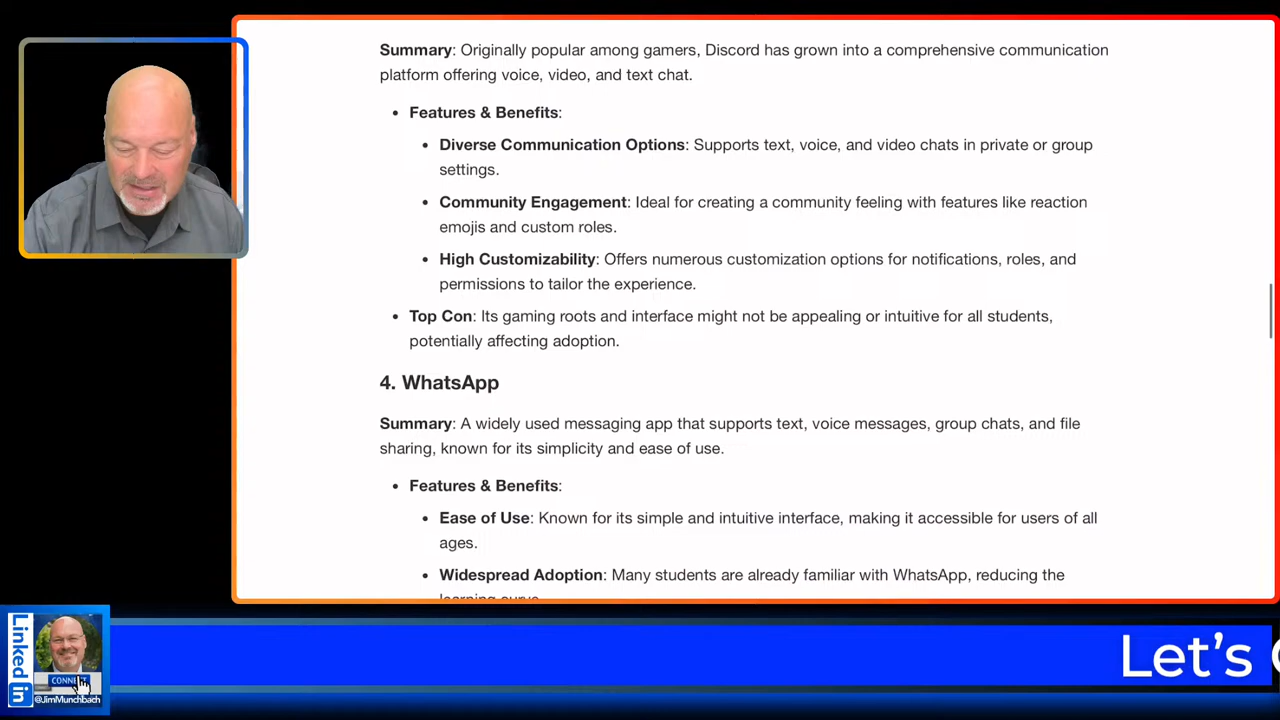 Summary: Originally popular among gamers, Discord has grown into a comprehensive communication
platform offering voice, video, and text chat.
• Features & Benefits:
• Diverse Communication Options: Supports text, voice, and video chats in private or group
settings.
• Community Engagement: Ideal for creating a community feeling with features like reaction
emojis and custom roles.
• High Customizability: Offers numerous customization options for notifications, roles, and
permissions to tailor the experience.
• Top Con: Its gaming roots and interface might not be appealing or intuitive for all students,
potentially affecting adoption.
4. WhatsApp
Summary: A widely used messaging app that supports text, voice messages, group chats, and file
sharing, known for its simplicity and ease of use.
• Features & Benefits:
• Ease of Use: Known for its simple and intuitive interface, making it accessible for users of all
ages.
• Widespread Adoption: Many students are already familiar with WhatsApp, reducing the
learning curve.
Linked in
CONNECT
@JimMunchbach
Let's